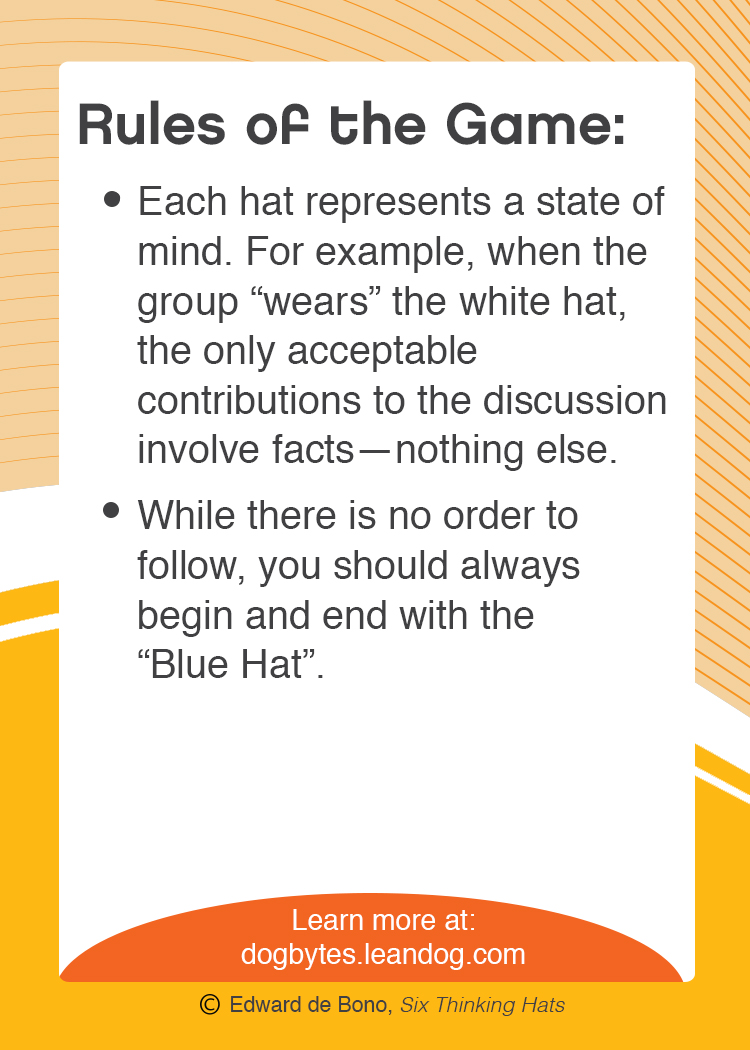 Rules of the Game:
• Each hat represents a state of
mind. For example, when the
group “wears” the white hat,
the only acceptable
contributions to the discussion
involve facts—nothing else.
• While there is no order to
follow, you should always
begin and end with the
“Blue Hat”.
Learn more at:
dogbytes.leandog.com
© Edward de Bono, Six Thinking Hats